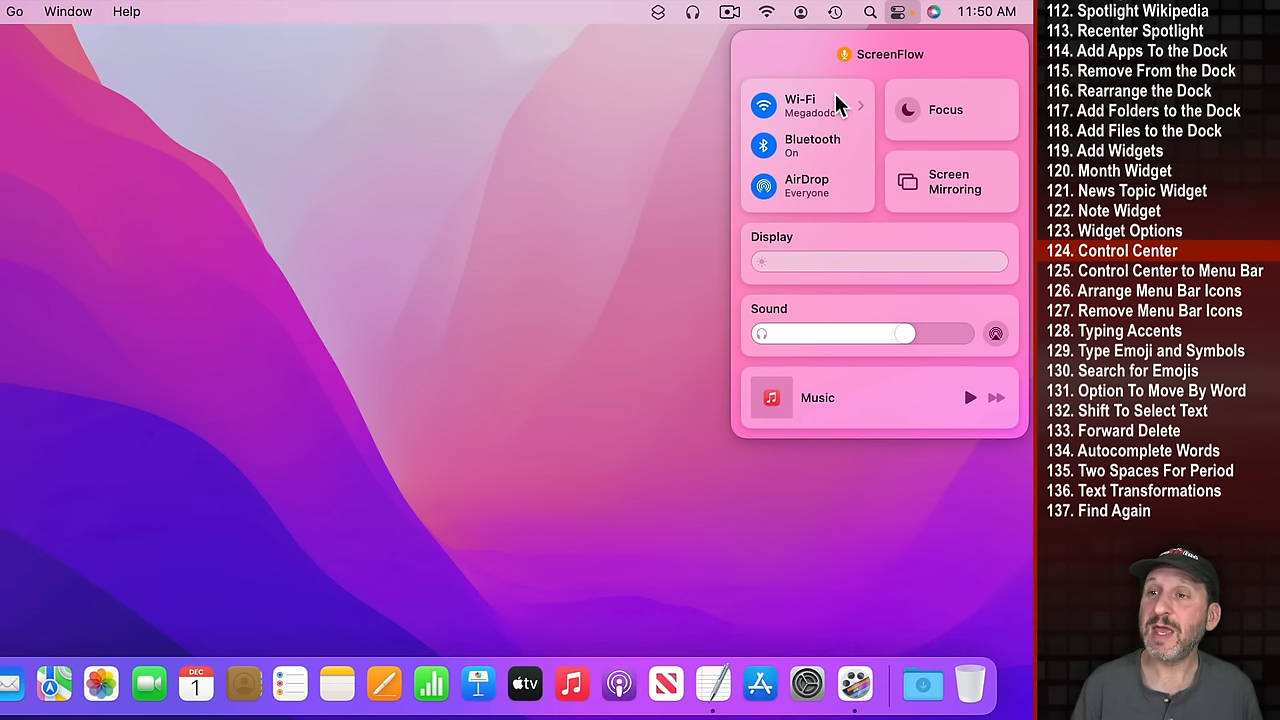 Go Window Help 11:50 AM
ScreenFlow
Wi-Fi
Bluetooth
On
AirDrop
Everyone
Focus
Screen
Mirroring
Display
Sound
Music
DEC
1
tv
112. Spotlight Wikipedia
113. Recenter Spotlight
114. Add Apps To the Dock
115. Remove From the Dock
116. Rearrange the Dock
117. Add Folders to the Dock
118. Add Files to the Dock
119. Add Widgets
120. Month Widget
121. News Topic Widget
122. Note Widget
123. Widget Options
124. Control Center
125. Control Center to Menu Bar
126. Arrange Menu Bar Icons
127. Remove Menu Bar Icons
128. Typing Accents
129. Type Emoji and Symbols
130. Search for Emojis
131. Option To Move By Word
132. Shift To Select Text
133. Forward Delete
134. Autocomplete Words
135. Two Spaces For Period
136. Text Transformations
137. Find Again